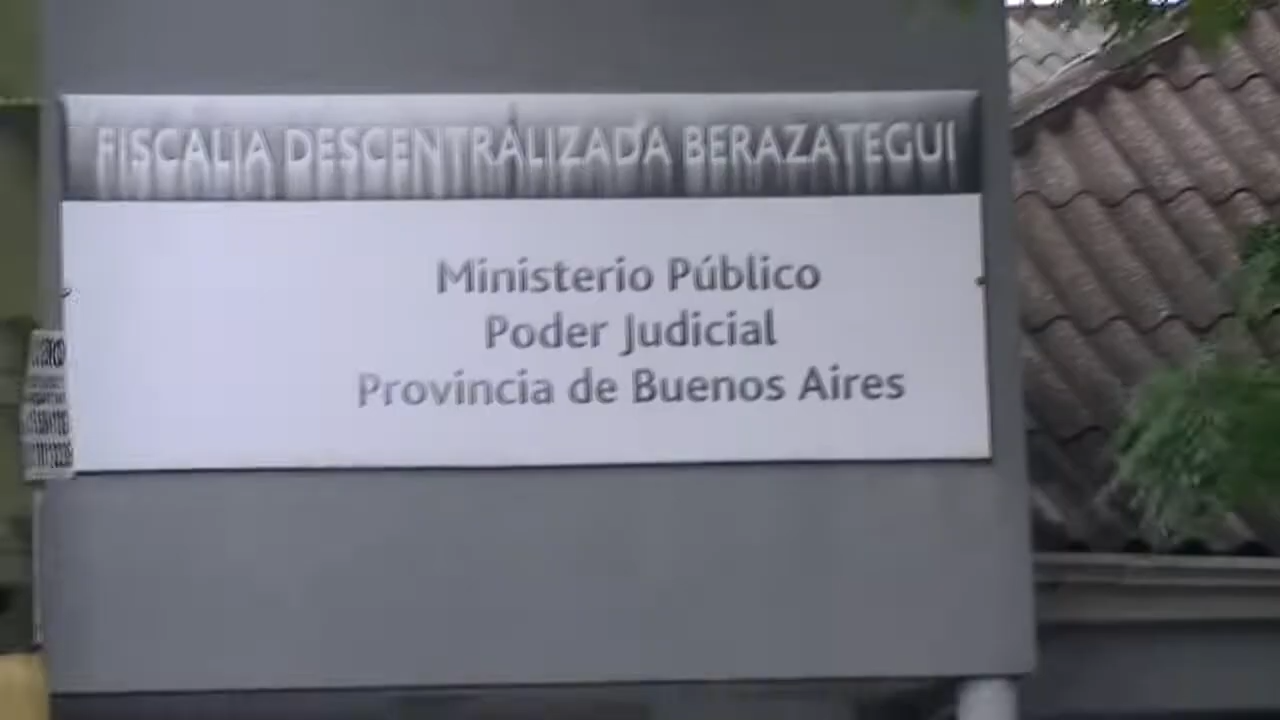 FISCALIA DESCENTRALIZADA BERAZATEGUI
Ministerio Público
Poder Judicial
Provincia de Buenos Aires